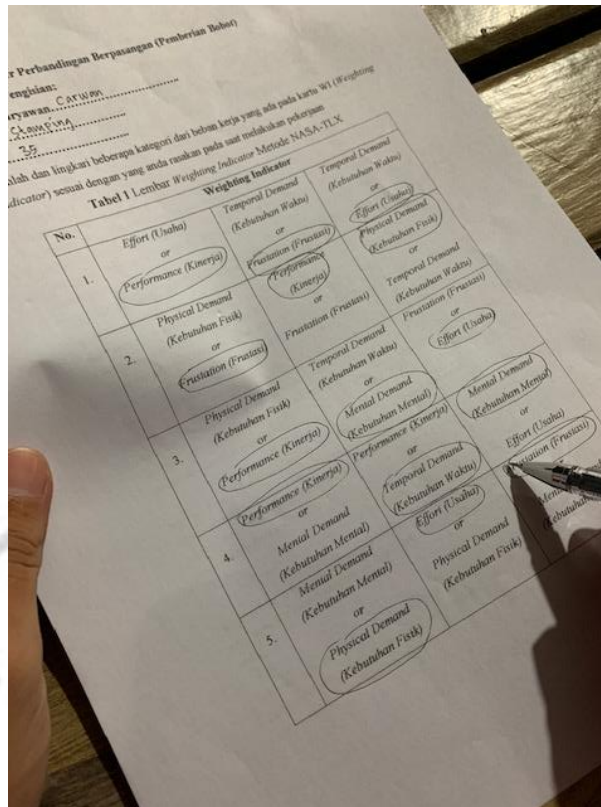 r Perbandingan Berpasangan (Pemberian Bobot)
engisian:
ryawan Carwan
Stamping
35
lah dan lingkari beberapa kategori dari beban kerja yang ada pada kartu WI (Weighting
dicator) sesuai dengan yang anda rasakan pada saat melakukan pekerjaan
Tabel 1 Lembar Weighting Indicator Metode NASA-TLX
No.
Weighting Indicator
1.
Effort (Usaha)
or
Performance (Kinerja)
Temporal Demand
(Kebutuhan Waktu)
or
Frustation (Frustasi)
Temporal Demand
(Kebutuhan Waktu)
or
Effort (Usaha)
2.
Physical Demand
(Kebutuhan Fisik)
or
Frustation (Frustasi)
Performance
(Kinerja)
or
Frustation (Frustasi)
Physical Demand
(Kebutuhan Fisik)
or
Temporal Demand
(Kebutuhan Waktu)
3.
Physical Demand
(Kebutuhan Fisik)
or
Performance (Kinerja)
Temporal Demand
(Kebutuhan Waktu)
or
Mental Demand
(Kebutuhan Mental)
Frustation (Frustasi)
or
Effort (Usaha)
4.
Performance (Kinerja)
or
Mental Demand
(Kebutuhan Mental)
Performance (Kinerja)
or
Temporal Demand
(Kebutuhan Waktu)
Mental Demand
(Kebutuhan Mental)
or
Effort (Usaha)
5.
Mental Demand
(Kebutuhan Mental)
or
Physical Demand
(Kebutuhan Fisik)
Effort (Usaha)
or
Physical Demand
(Kebutuhan Fisik)
(Frustasi)